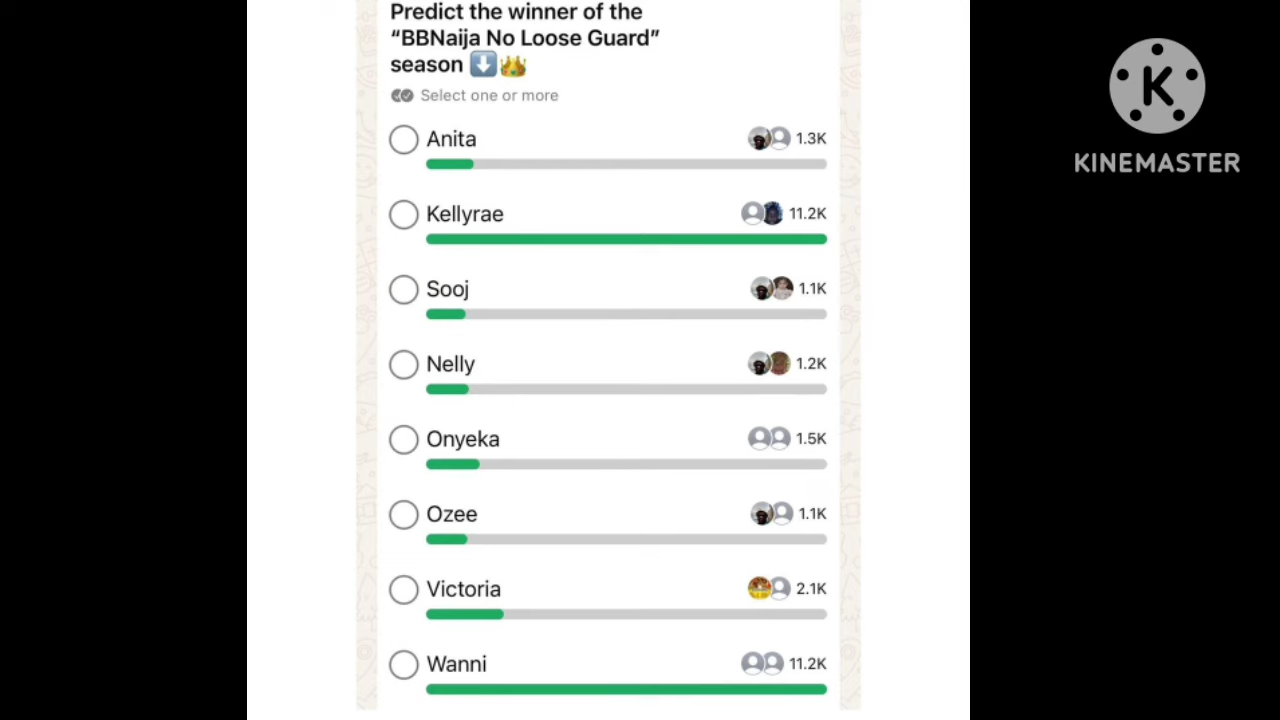 Predict the winner of the
“BBNaija No Loose Guard”
season ⬇️👑
Select one or more
Anita 1.3K
Kellyrae 11.2K
Sooj 1.1K
Nelly 1.2K
Onyeka 1.5K
Ozee 1.1K
Victoria 2.1K
Wanni 11.2K
K
KINEMASTER